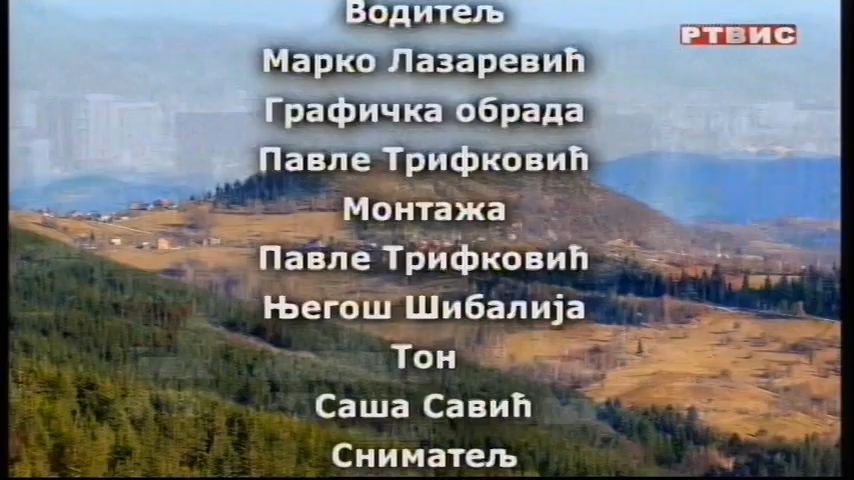 Водитељ
РТВИС
Марко Лазаревић
Графичка обрада
Павле Трифковић
Монтажа
Павле Трифковић
Његош Шибалија
Тон
Саша Савић
Сниматељ